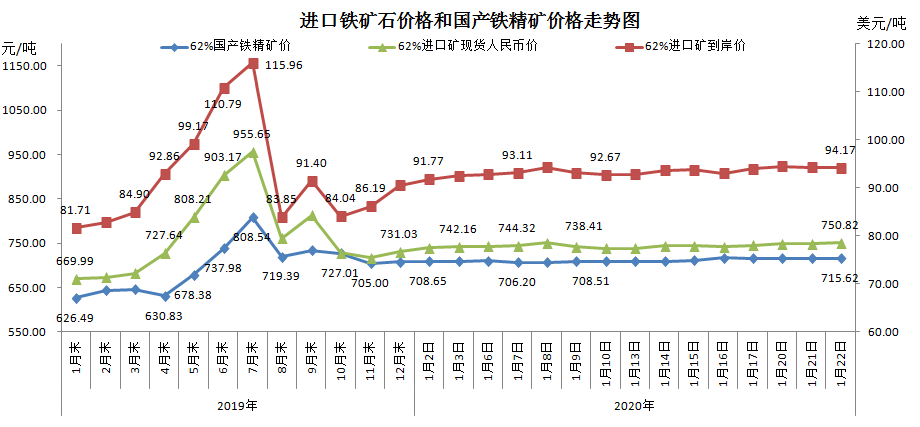 进口铁矿石价格和国产铁精矿价格走势图
元/吨
美元/吨
62%国产铁精矿价 62%进口矿现货人民币价 62%进口矿到岸价
1150.00
1050.00
950.00
850.00
750.00
650.00
550.00
120.00
110.00
100.00
90.00
80.00
70.00
60.00
81.71 84.90 92.86 99.17 110.79 115.96 83.85 91.40 84.04 86.19 91.77 93.11 92.67 94.17
669.99 727.64 808.21 903.17 955.65 727.01 731.03 742.16 744.32 738.41 750.82
626.49 630.83 678.38 737.98 808.54 719.39 705.00 708.65 706.20 708.51 715.62
1月末 2月末 3月末 4月末 5月末 6月末 7月末 8月末 9月末 10月末 11月末 12月末 1月2日 1月3日 1月6日 1月7日 1月8日 1月9日 1月10日 1月13日 1月14日 1月15日 1月16日 1月17日 1月20日 1月21日 1月22日
2019年 2020年